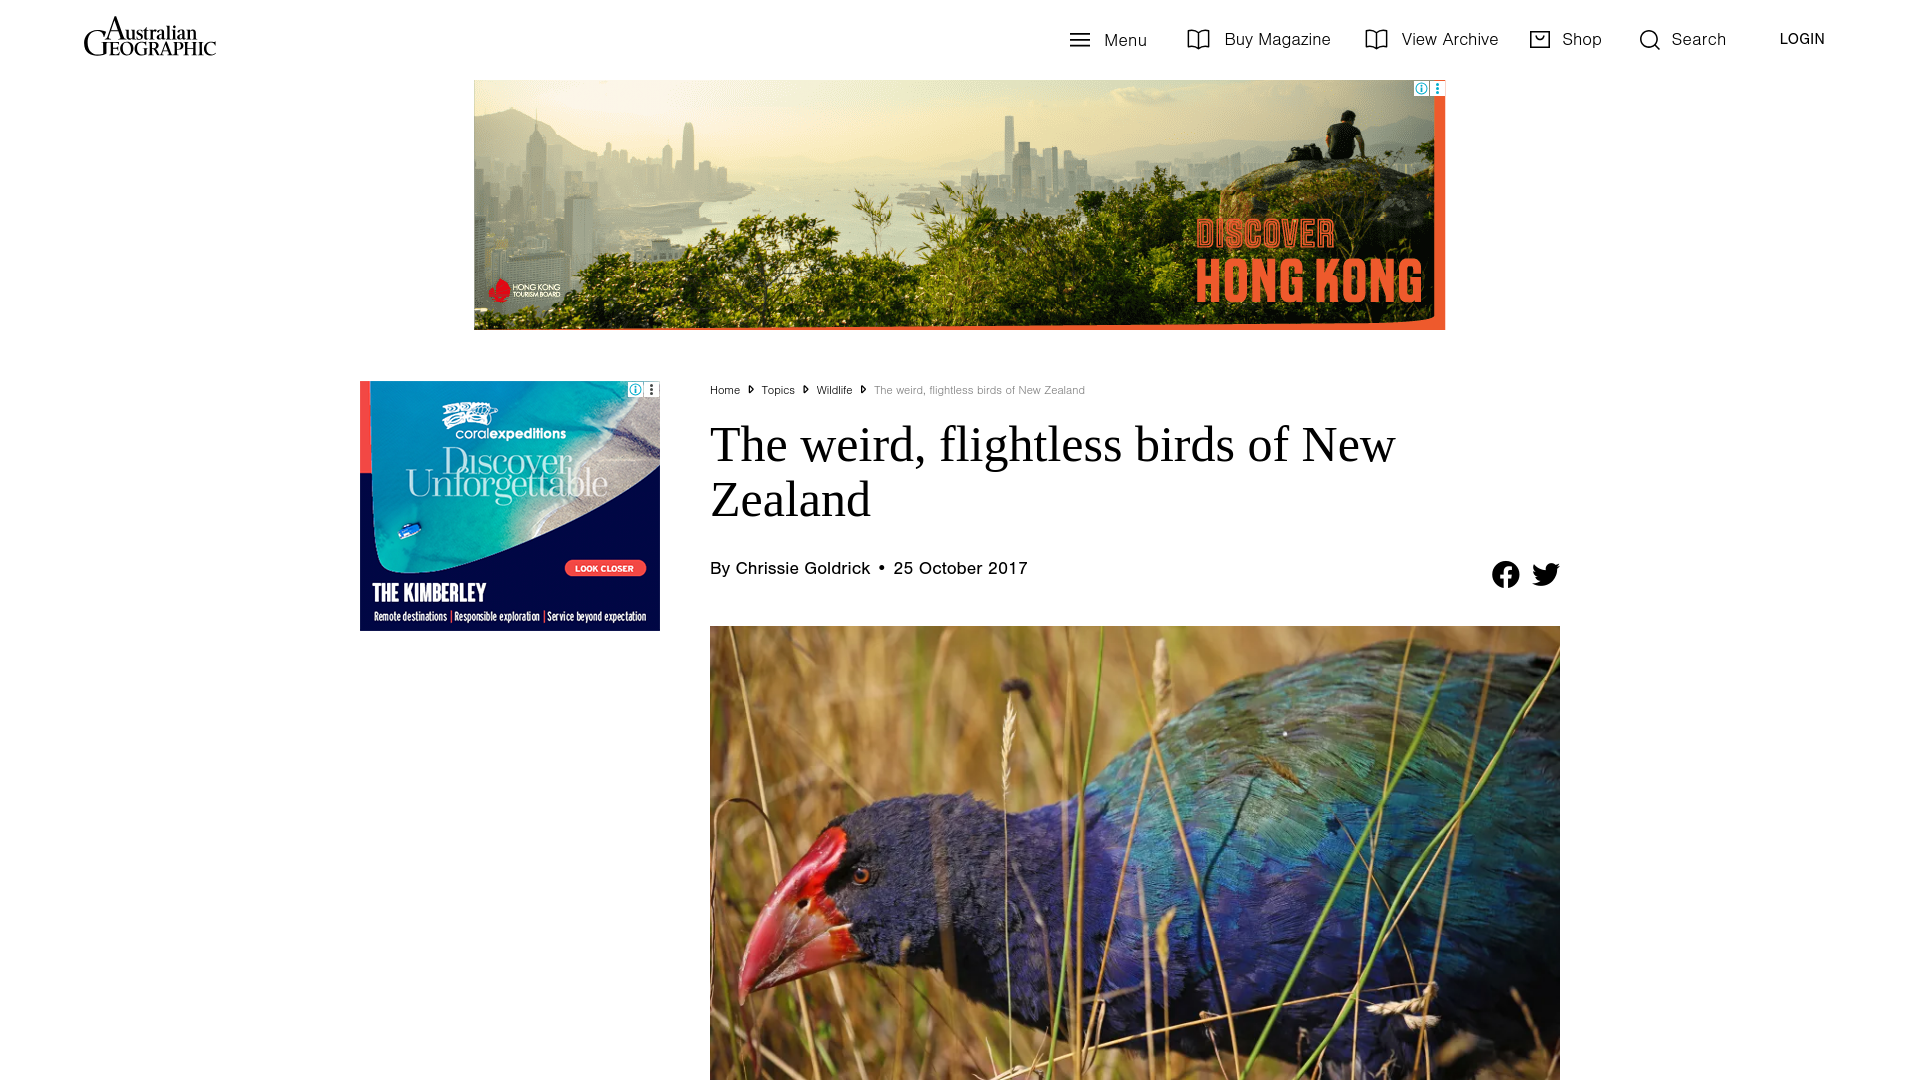 Australian
GEOGRAPHIC
Menu
Buy Magazine
View Archive
Shop
Search
LOGIN
DISCOVER
HONG KONG
HONG KONG
TOURISM BOARD
coralexpeditions
Discover
Unforgettable
LOOK CLOSER
THE KIMBERLEY
Remote destinations | Responsible exploration | Service beyond expectation
Home Topics Wildlife The weird, flightless birds of New Zealand
The weird, flightless birds of New
Zealand
By Chrissie Goldrick • 25 October 2017